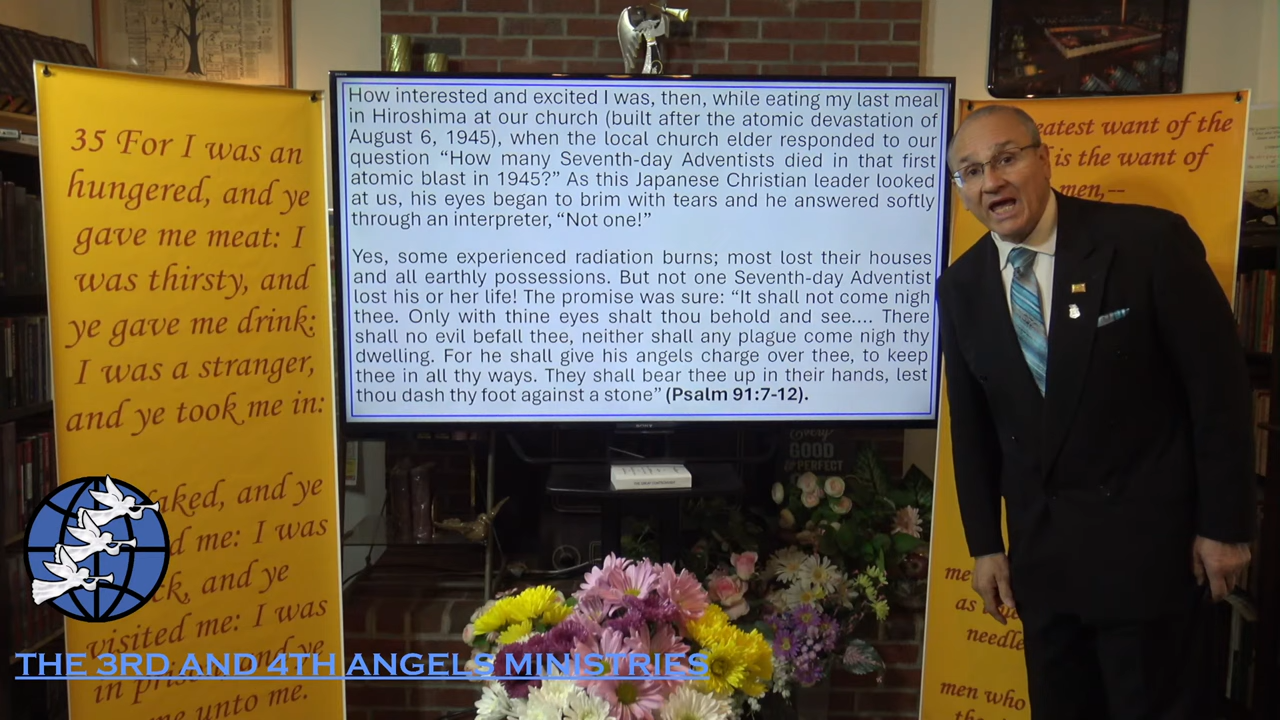 35 For I was an
hungered, and ye
gave me meat: I
was thirsty, and
ye gave me drink:
I was a stranger,
and ye took me in:
and ye
me: I was
and ye
visited me: I was
in prison, and ye
unto me.
How interested and excited I was, then, while eating my last meal
in Hiroshima at our church (built after the atomic devastation of
August 6, 1945), when the local church elder responded to our
question “How many Seventh-day Adventists died in that first
atomic blast in 1945?” As this Japanese Christian leader looked
at us, his eyes began to brim with tears and he answered softly
through an interpreter, “Not one!”
Yes, some experienced radiation burns; most lost their houses
and all earthly possessions. But not one Seventh-day Adventist
lost his or her life! The promise was sure: “It shall not come nigh
thee. Only with thine eyes shalt thou behold and see.... There
shall no evil befall thee, neither shall any plague come nigh thy
dwelling. For he shall give his angels charge over thee, to keep
thee in all thy ways. They shall bear thee up in their hands, lest
thou dash thy foot against a stone” (Psalm 91:7-12).
GOOD
want of the
is the want of
men,--
as
needle
men who
THE 3RD AND 4TH ANGELS MINISTRIES